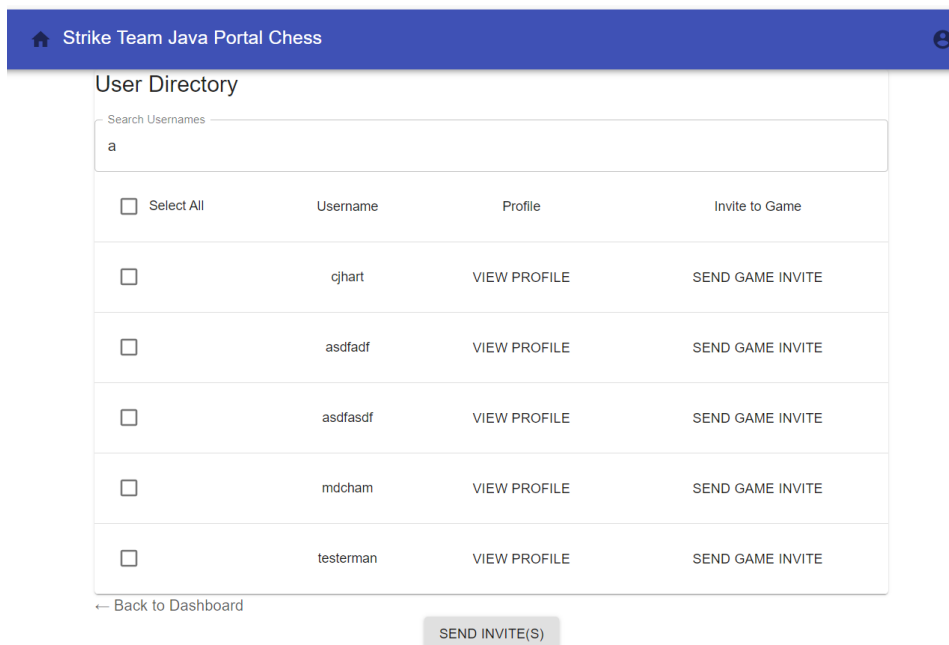 Strike Team Java Portal Chess
User Directory
Search Usernames
a
Select All Username Profile Invite to Game
cjhart VIEW PROFILE SEND GAME INVITE
asdfadf VIEW PROFILE SEND GAME INVITE
asdfasdf VIEW PROFILE SEND GAME INVITE
mdcham VIEW PROFILE SEND GAME INVITE
testerman VIEW PROFILE SEND GAME INVITE
← Back to Dashboard
SEND INVITE(S)